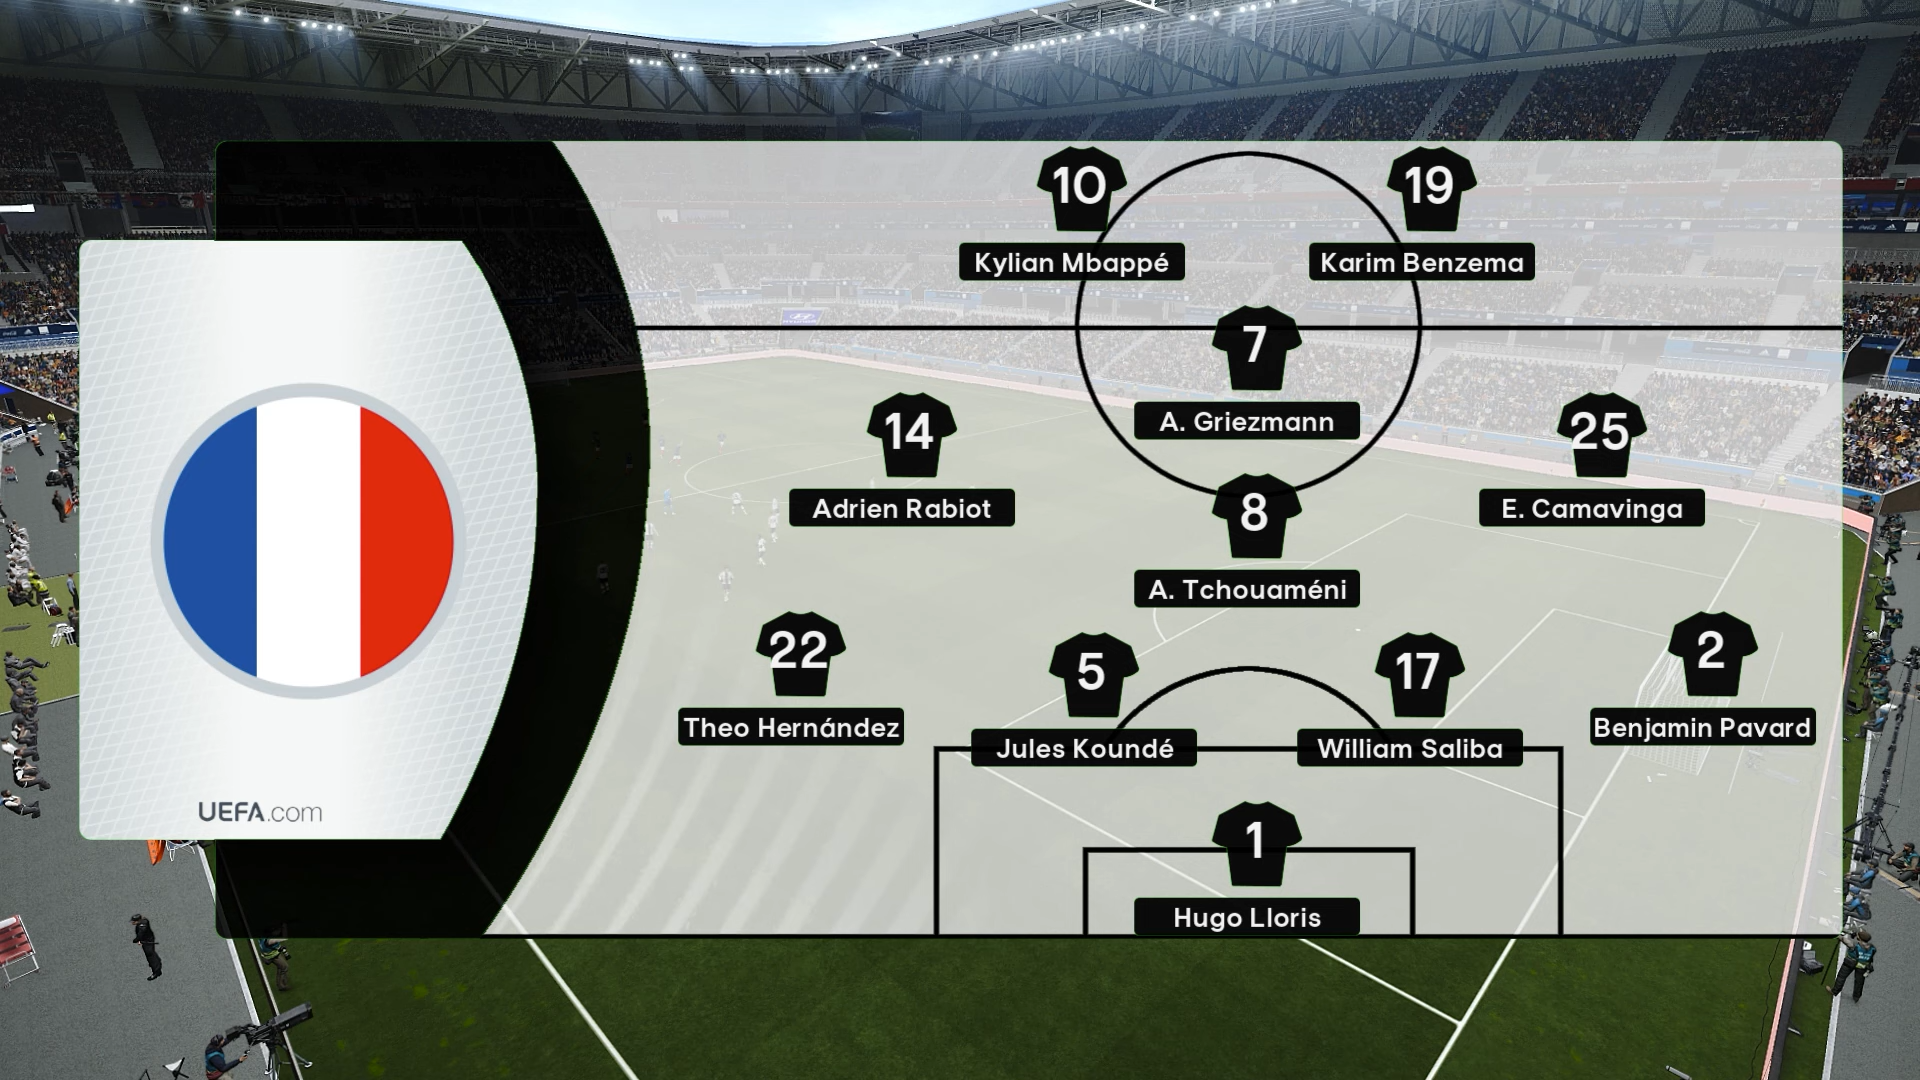 10
19
Kylian Mbappé
Karim Benzema
7
A. Griezmann
14
25
Adrien Rabiot
E. Camavinga
8
A. Tchouaméni
22
2
Theo Hernández
Benjamin Pavard
5
17
Jules Koundé
William Saliba
UEFA.com
1
Hugo Lloris